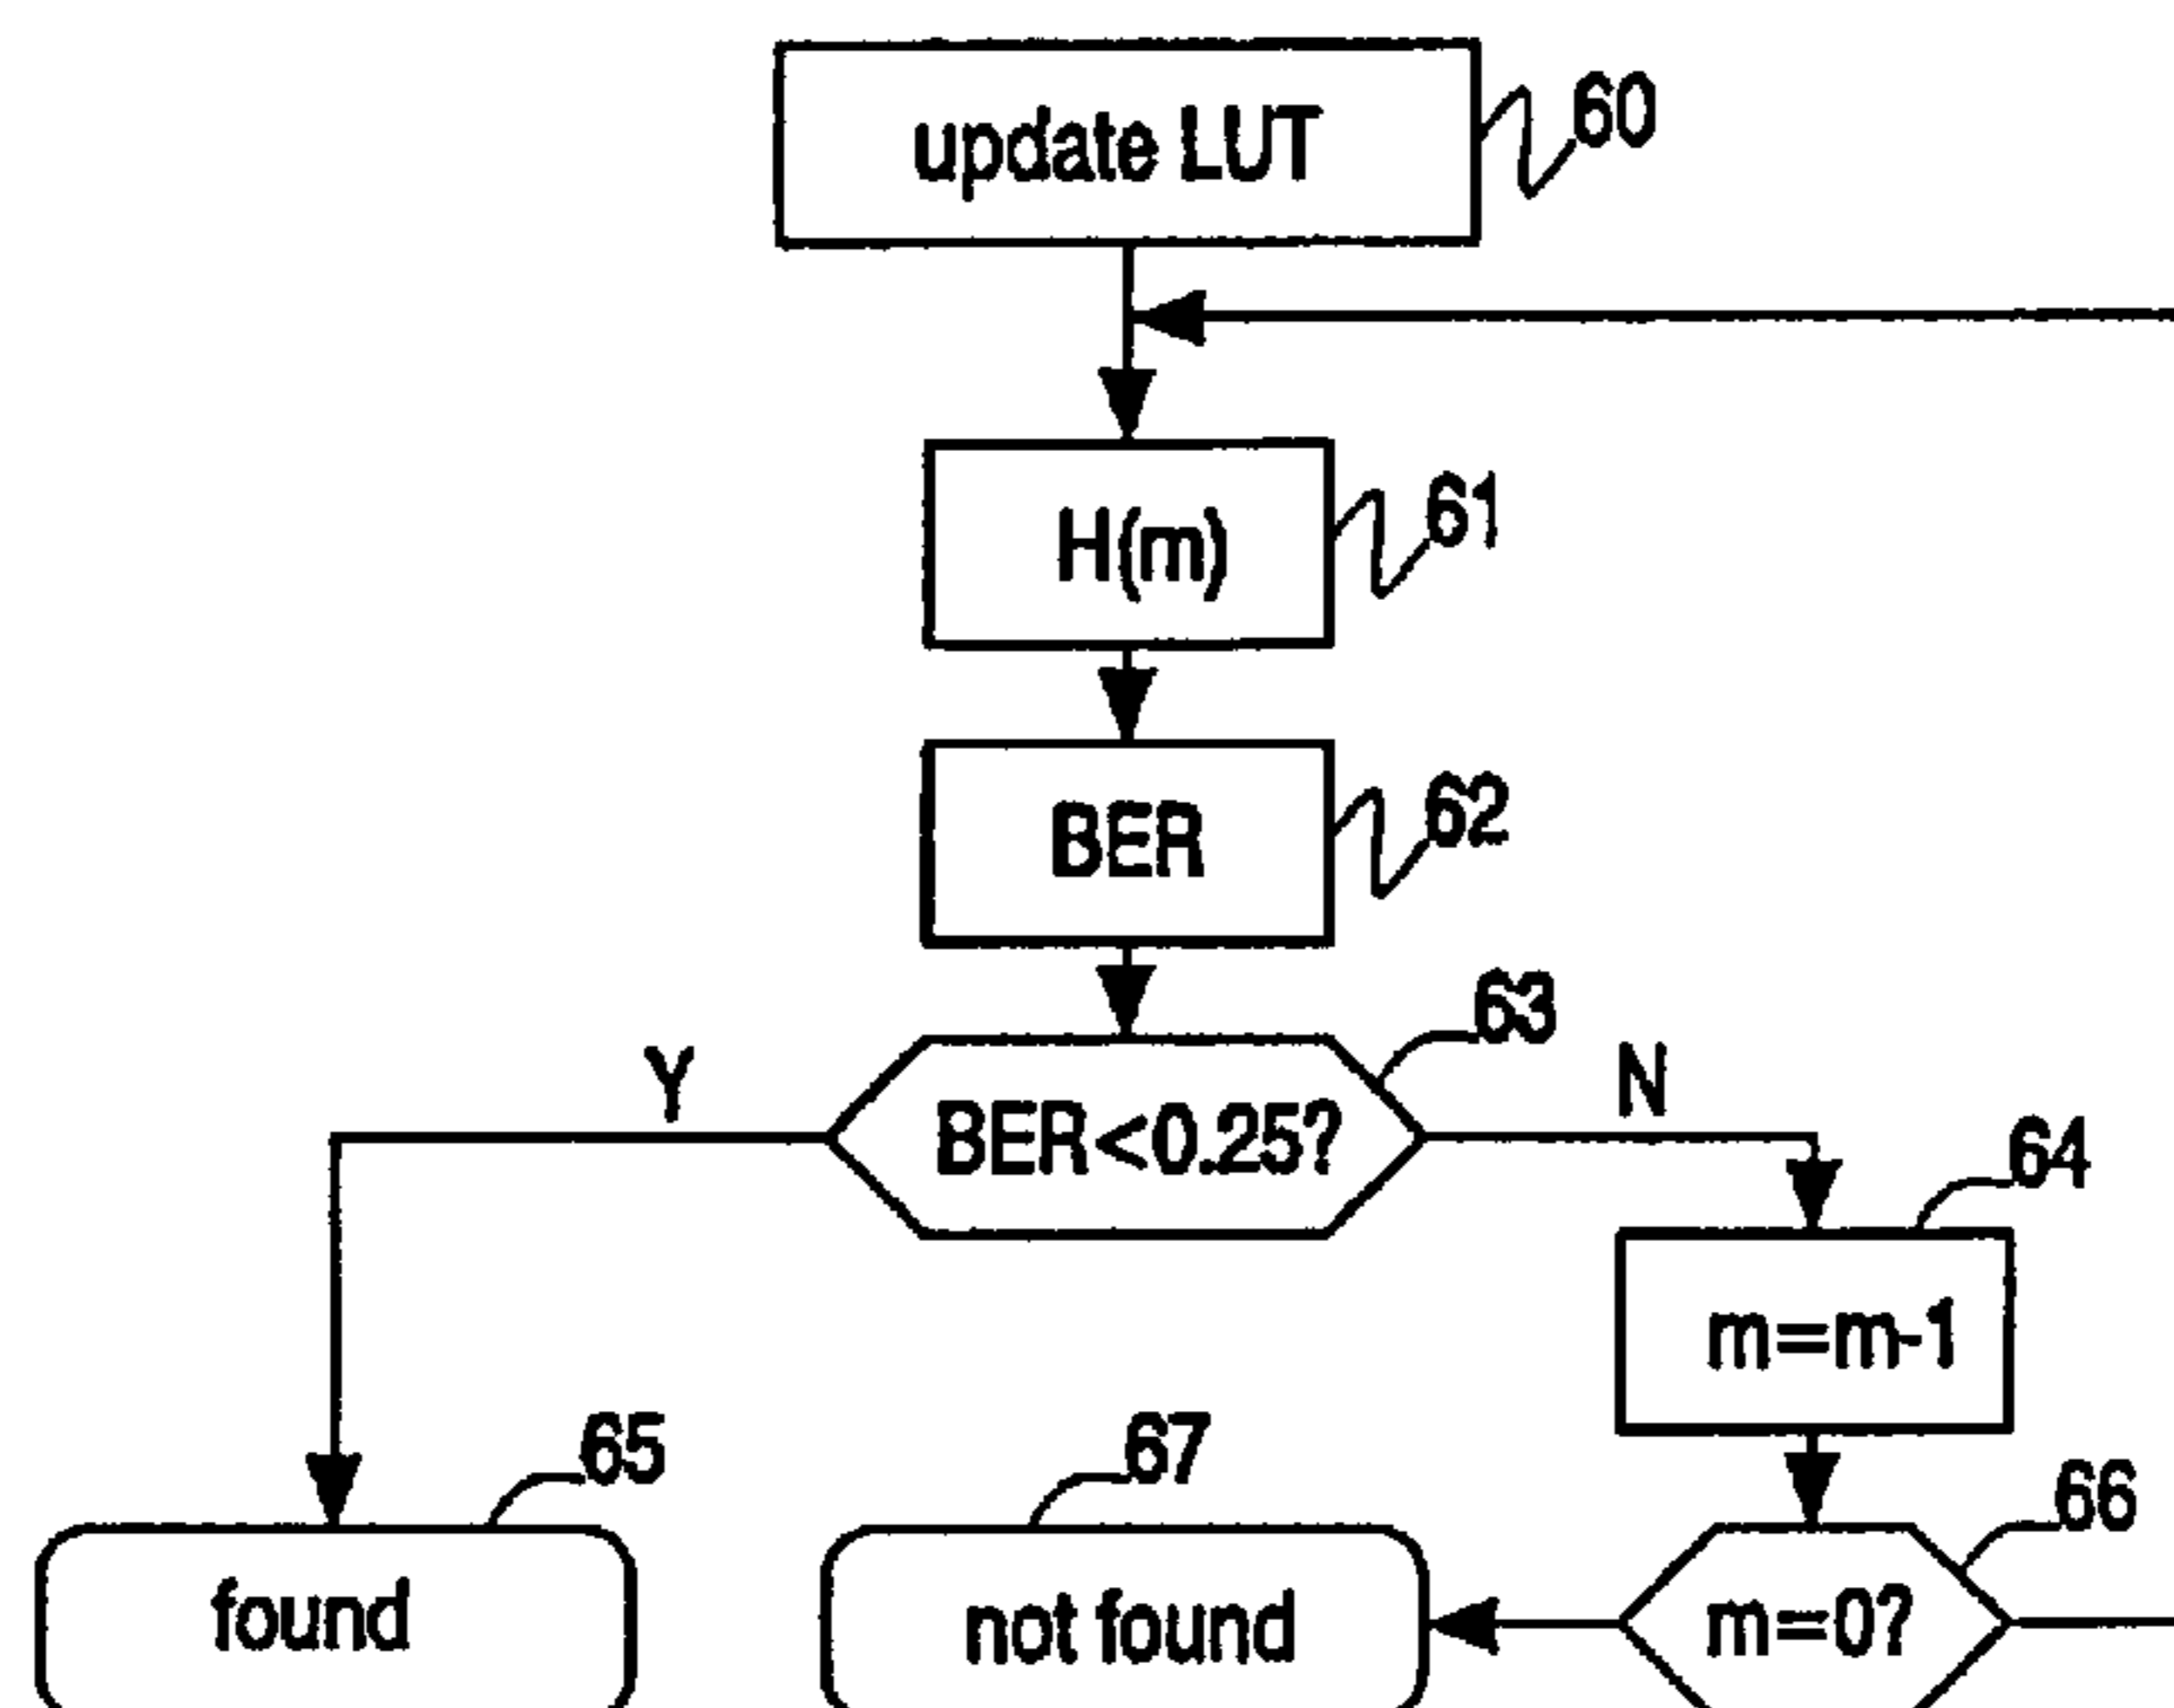 update LUT
60
H(m)
61
BER
62
63
Y
BER<0.25?
N
64
m=m-1
65
67
66
found
not found
m=0?